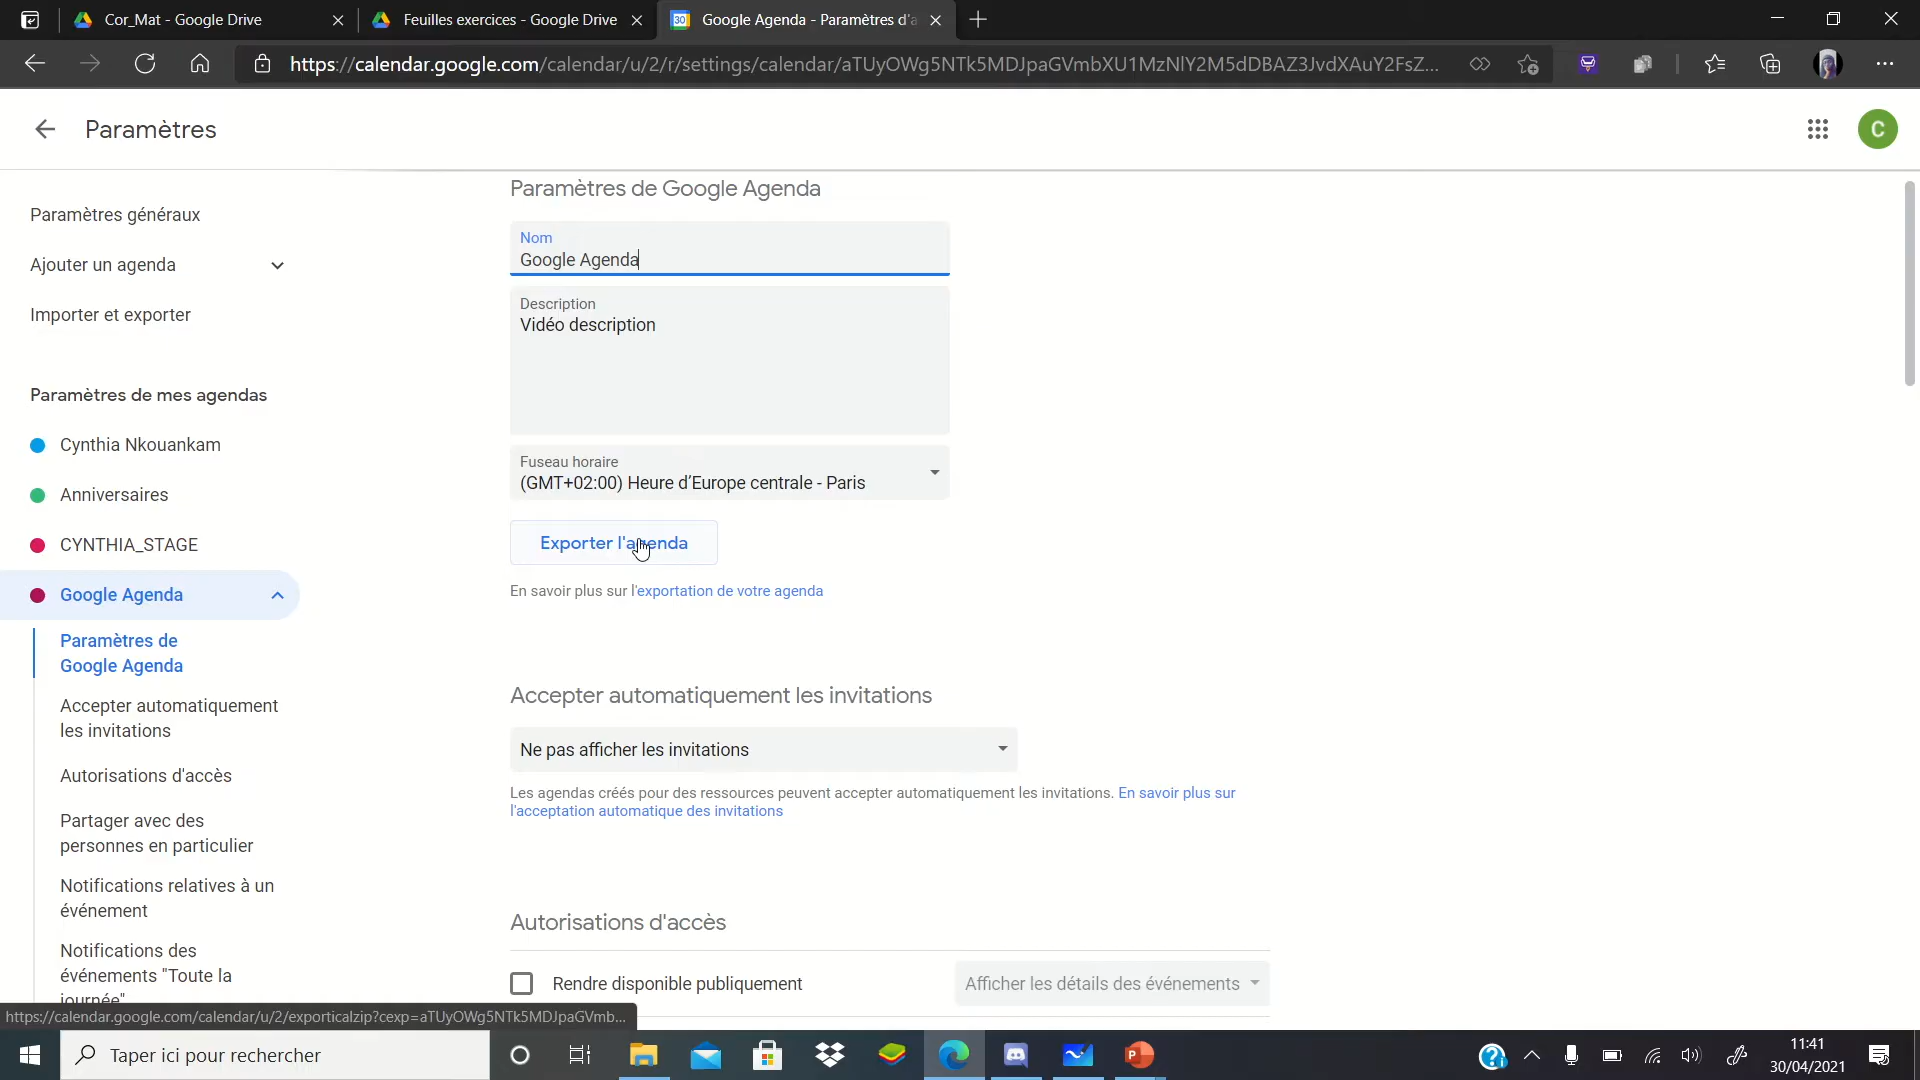 Cor_Mat - Google Drive
Feuilles exercices - Google Drive
30
Google Agenda - Paramètres d'a
https://calendar.google.com/calendar/u/2/r/settings/calendar/aTUyOWg5NTk5MDJpaGVmbXU1MzNlY2M5dDBAZ3JvdXAuY2FsZ...
Paramètres
C
Paramètres généraux
Ajouter un agenda
Importer et exporter
Paramètres de mes agendas
Cynthia Nkouankam
Anniversaires
CYNTHIA_STAGE
Google Agenda
Paramètres de
Google Agenda
Accepter automatiquement
les invitations
Autorisations d'accès
Partager avec des
personnes en particulier
Notifications relatives à un
événement
Notifications des
événements "Toute la
journée"
Paramètres de Google Agenda
Nom
Google Agenda
Description
Vidéo description
Fuseau horaire
(GMT+02:00) Heure d’Europe centrale - Paris
Exporter l'agenda
En savoir plus sur l'exportation de votre agenda
Accepter automatiquement les invitations
Ne pas afficher les invitations
Les agendas créés pour des ressources peuvent accepter automatiquement les invitations. En savoir plus sur
l'acceptation automatique des invitations
Autorisations d'accès
Rendre disponible publiquement
Afficher les détails des événements
https://calendar.google.com/calendar/u/2/exporticalzip?cexp=aTUyOWg5NTk5MDJpaGVmb...
Taper ici pour rechercher
P
11:41
30/04/2021